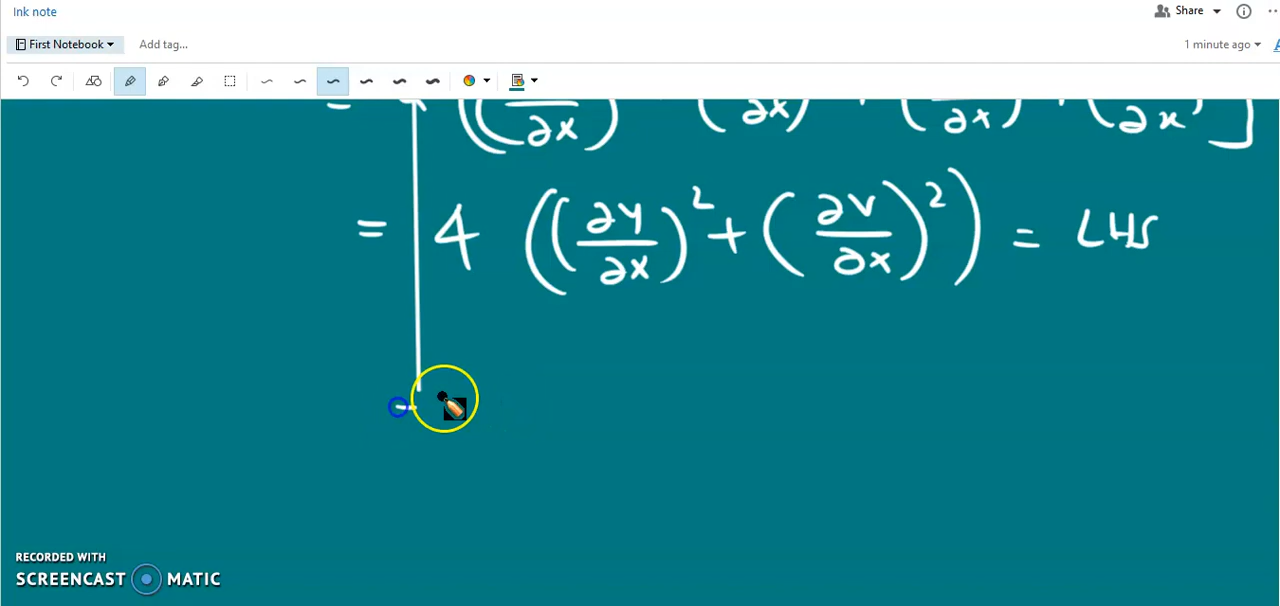 Ink note
Share
First Notebook
Add tag...
1 minute ago
= ((∂x) (∂x) (∂x) (∂x)]
= 4 ((∂y/∂x)² + (∂v/∂x)²) = LHS
RECORDED WITH
SCREENCAST MATIC